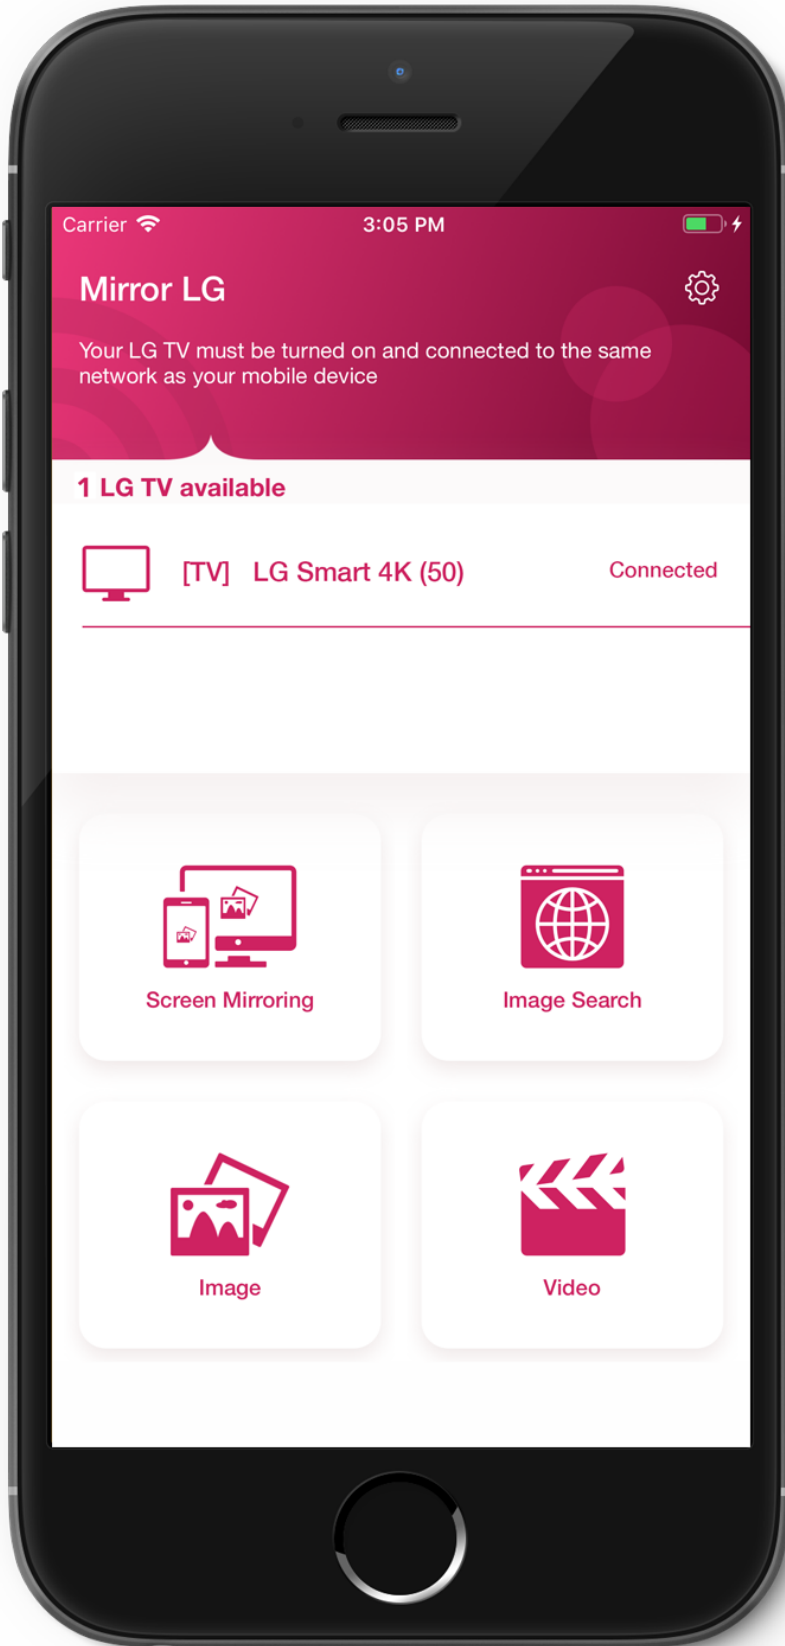 Carrier 3:05 PM
Mirror LG
Your LG TV must be turned on and connected to the same
network as your mobile device
1 LG TV available
[TV] LG Smart 4K (50) Connected
Screen Mirroring Image Search
Image Video